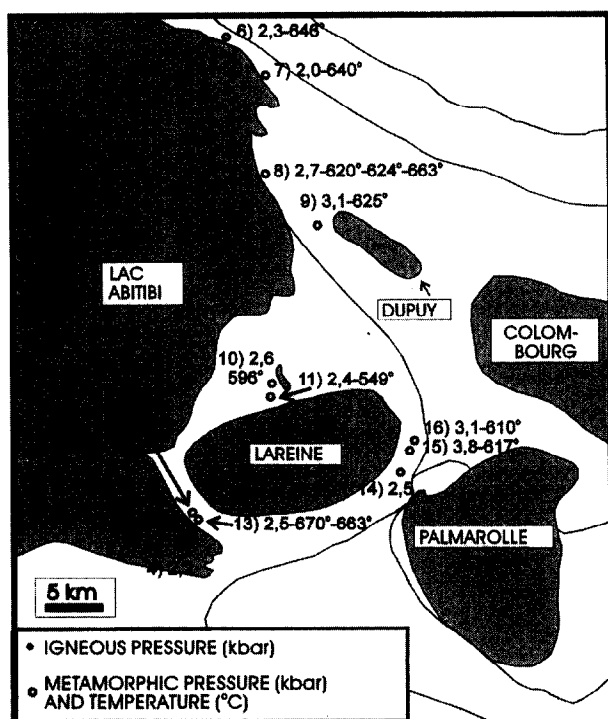 6) 2,3-646°
7) 2,0-640°
8) 2,7-620°-624°-663°
9) 3,1-625°
LAC
ABITIBI
DUPUY
COLOM-
BOURG
10) 2,6
596°
11) 2,4-549°
16) 3,1-610°
15) 3,8-617°
LAREINE
14) 2,5
13) 2,5-670°-663°
PALMAROLLE
5 km
• IGNEOUS PRESSURE (kbar)
METAMORPHIC PRESSURE (kbar)
AND TEMPERATURE (°C)